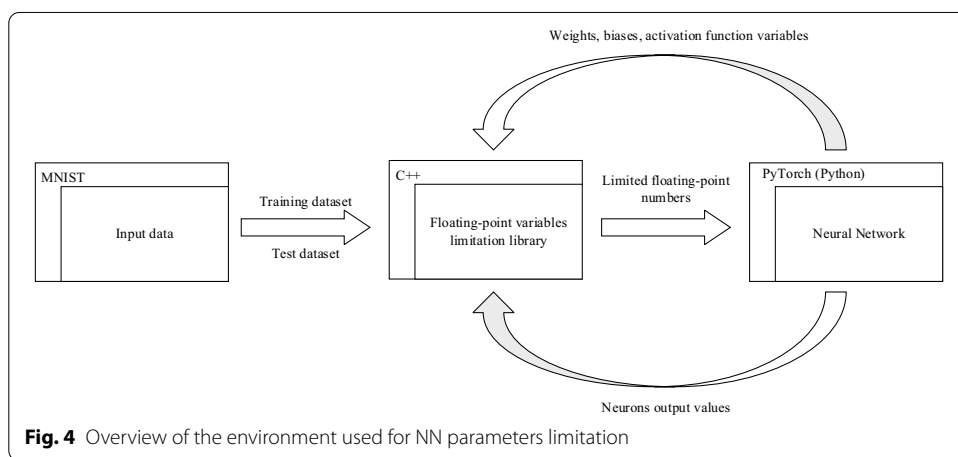 Weights, biases, activation function variables
MNIST
Input data
Training dataset
Test dataset
C++
Floating-point variables
limitation library
Limited floating-point
numbers
PyTorch (Python)
Neural Network
Neurons output values
Fig. 4 Overview of the environment used for NN parameters limitation